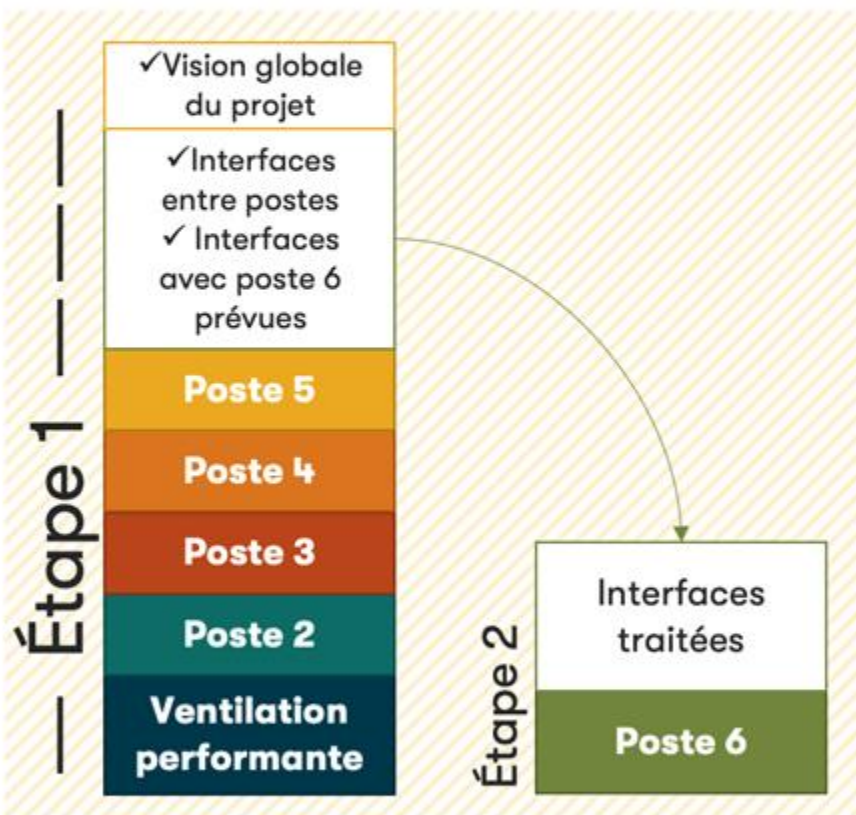 Étape 1
✓Vision globale
du projet
✓Interfaces
entre postes
✓ Interfaces
avec poste 6
prévues
Poste 5
Poste 4
Poste 3
Poste 2
Ventilation
performante
Étape 2
Interfaces
traitées
Poste 6